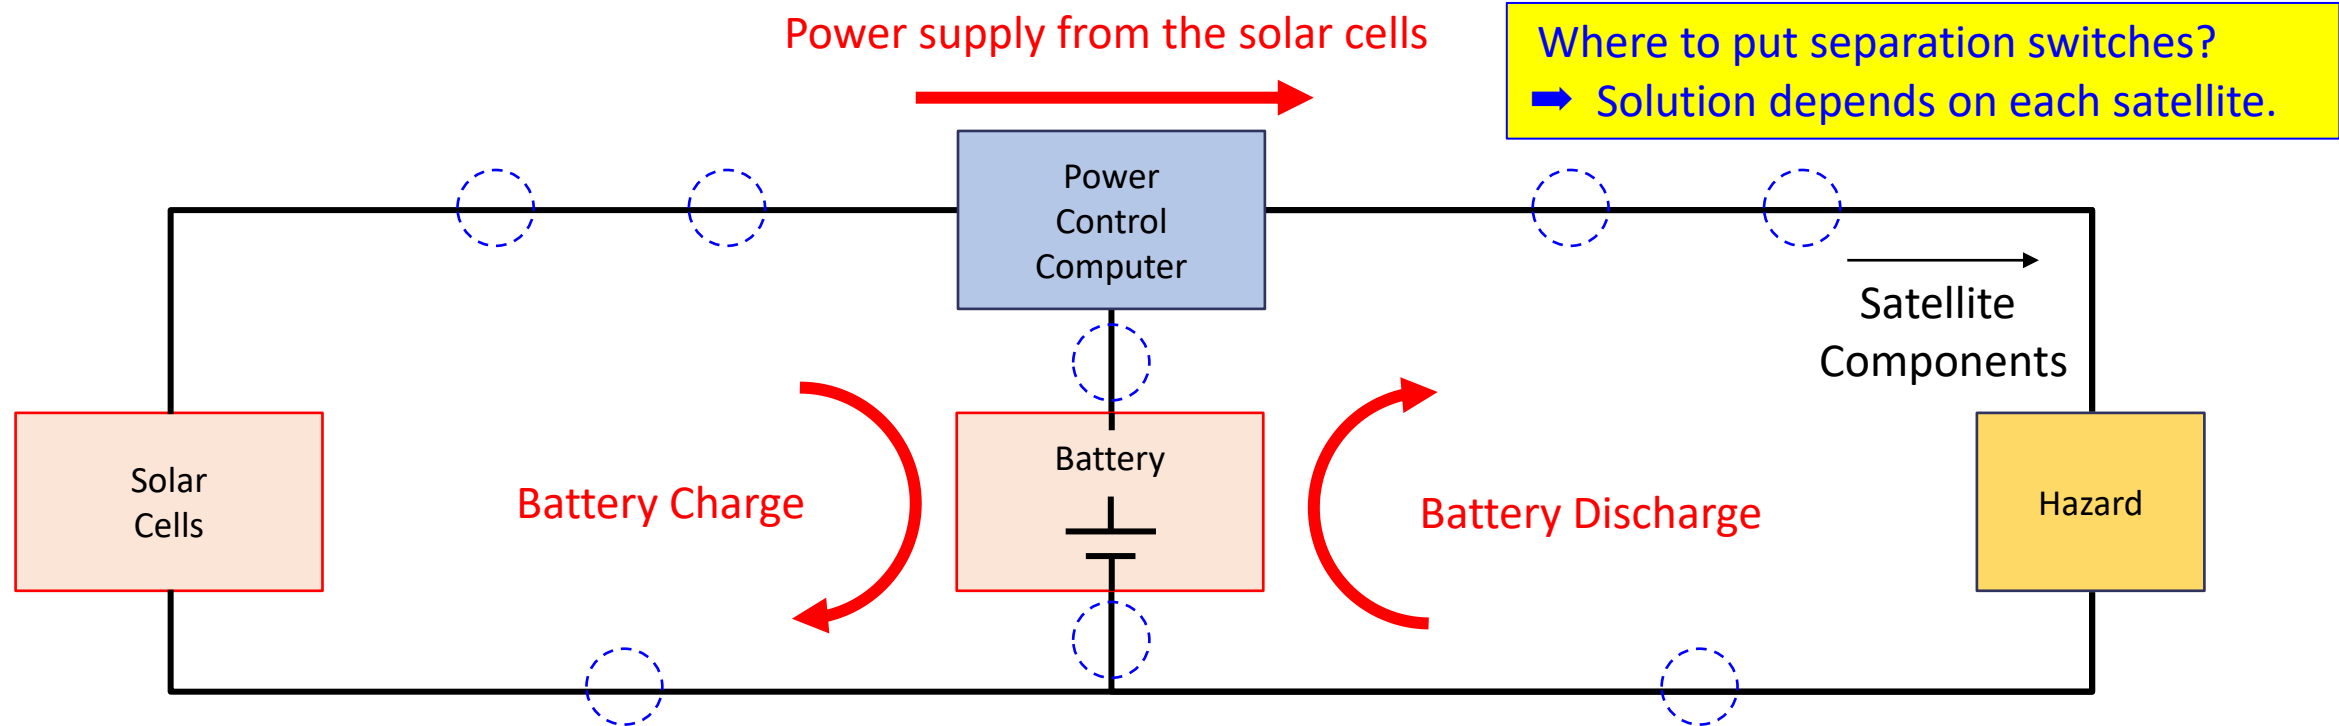 Power supply from the solar cells
Where to put separation switches?
➡ Solution depends on each satellite.
Power
Control
Computer
Satellite
Components
Solar
Cells
Battery Charge
Battery
Battery Discharge
Hazard